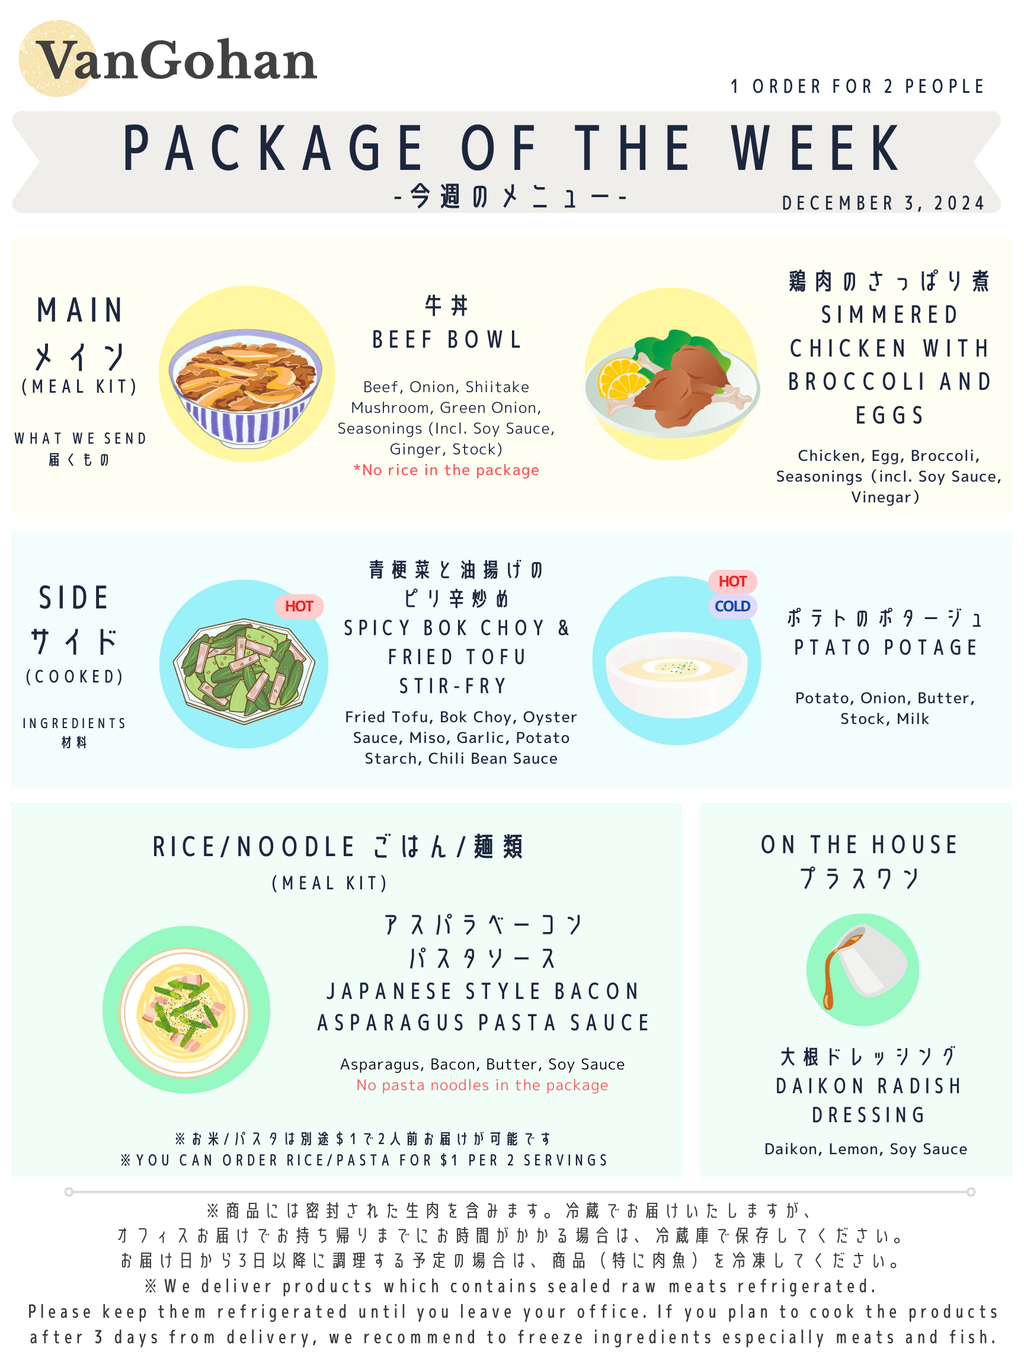 VanGohan
1 ORDER FOR 2 PEOPLE
PACKAGE OF THE WEEK
-今週のメニュー-
DECEMBER 3, 2024
MAIN
メイン
(MEAL KIT)
WHAT WE SEND
届くもの
牛丼
BEEF BOWL
Beef, Onion, Shiitake
Mushroom, Green Onion,
Seasonings (Incl. Soy Sauce,
Ginger, Stock)
*No rice in the package
鶏肉のさっぱり煮
SIMMERED
CHICKEN WITH
BROCCOLI AND
EGGS
Chicken, Egg, Broccoli,
Seasonings (incl. Soy Sauce,
Vinegar)
SIDE
サイド
(COOKED)
INGREDIENTS
材料
HOT
青梗菜と油揚げの
ピリ辛炒め
SPICY BOK CHOY &
FRIED TOFU
STIR-FRY
Fried Tofu, Bok Choy, Oyster
Sauce, Miso, Garlic, Potato
Starch, Chili Bean Sauce
HOT
COLD
ポテトのポタージュ
PTATO POTAGE
Potato, Onion, Butter,
Stock, Milk
RICE/NOODLE ごはん/麺類
(MEAL KIT)
アスパラベーコン
パスタソース
JAPANESE STYLE BACON
ASPARAGUS PASTA SAUCE
Asparagus, Bacon, Butter, Soy Sauce
No pasta noodles in the package
※お米/パスタは別途$1で2人前お届けが可能です
※YOU CAN ORDER RICE/PASTA FOR $1 PER 2 SERVINGS
ON THE HOUSE
プラスワン
大根ドレッシング
DAIKON RADISH
DRESSING
Daikon, Lemon, Soy Sauce
※商品には密封された生肉を含みます。冷蔵でお届けいたしますが、
オフィスお届けでお持ち帰りまでにお時間がかかる場合は、冷蔵庫で保存してください。
お届け日から3日以降に調理する予定の場合は、商品(特に肉魚)を冷凍してください。
※We deliver products which contains sealed raw meats refrigerated.
Please keep them refrigerated until you leave your office. If you plan to cook the products
after 3 days from delivery, we recommend to freeze ingredients especially meats and fish.